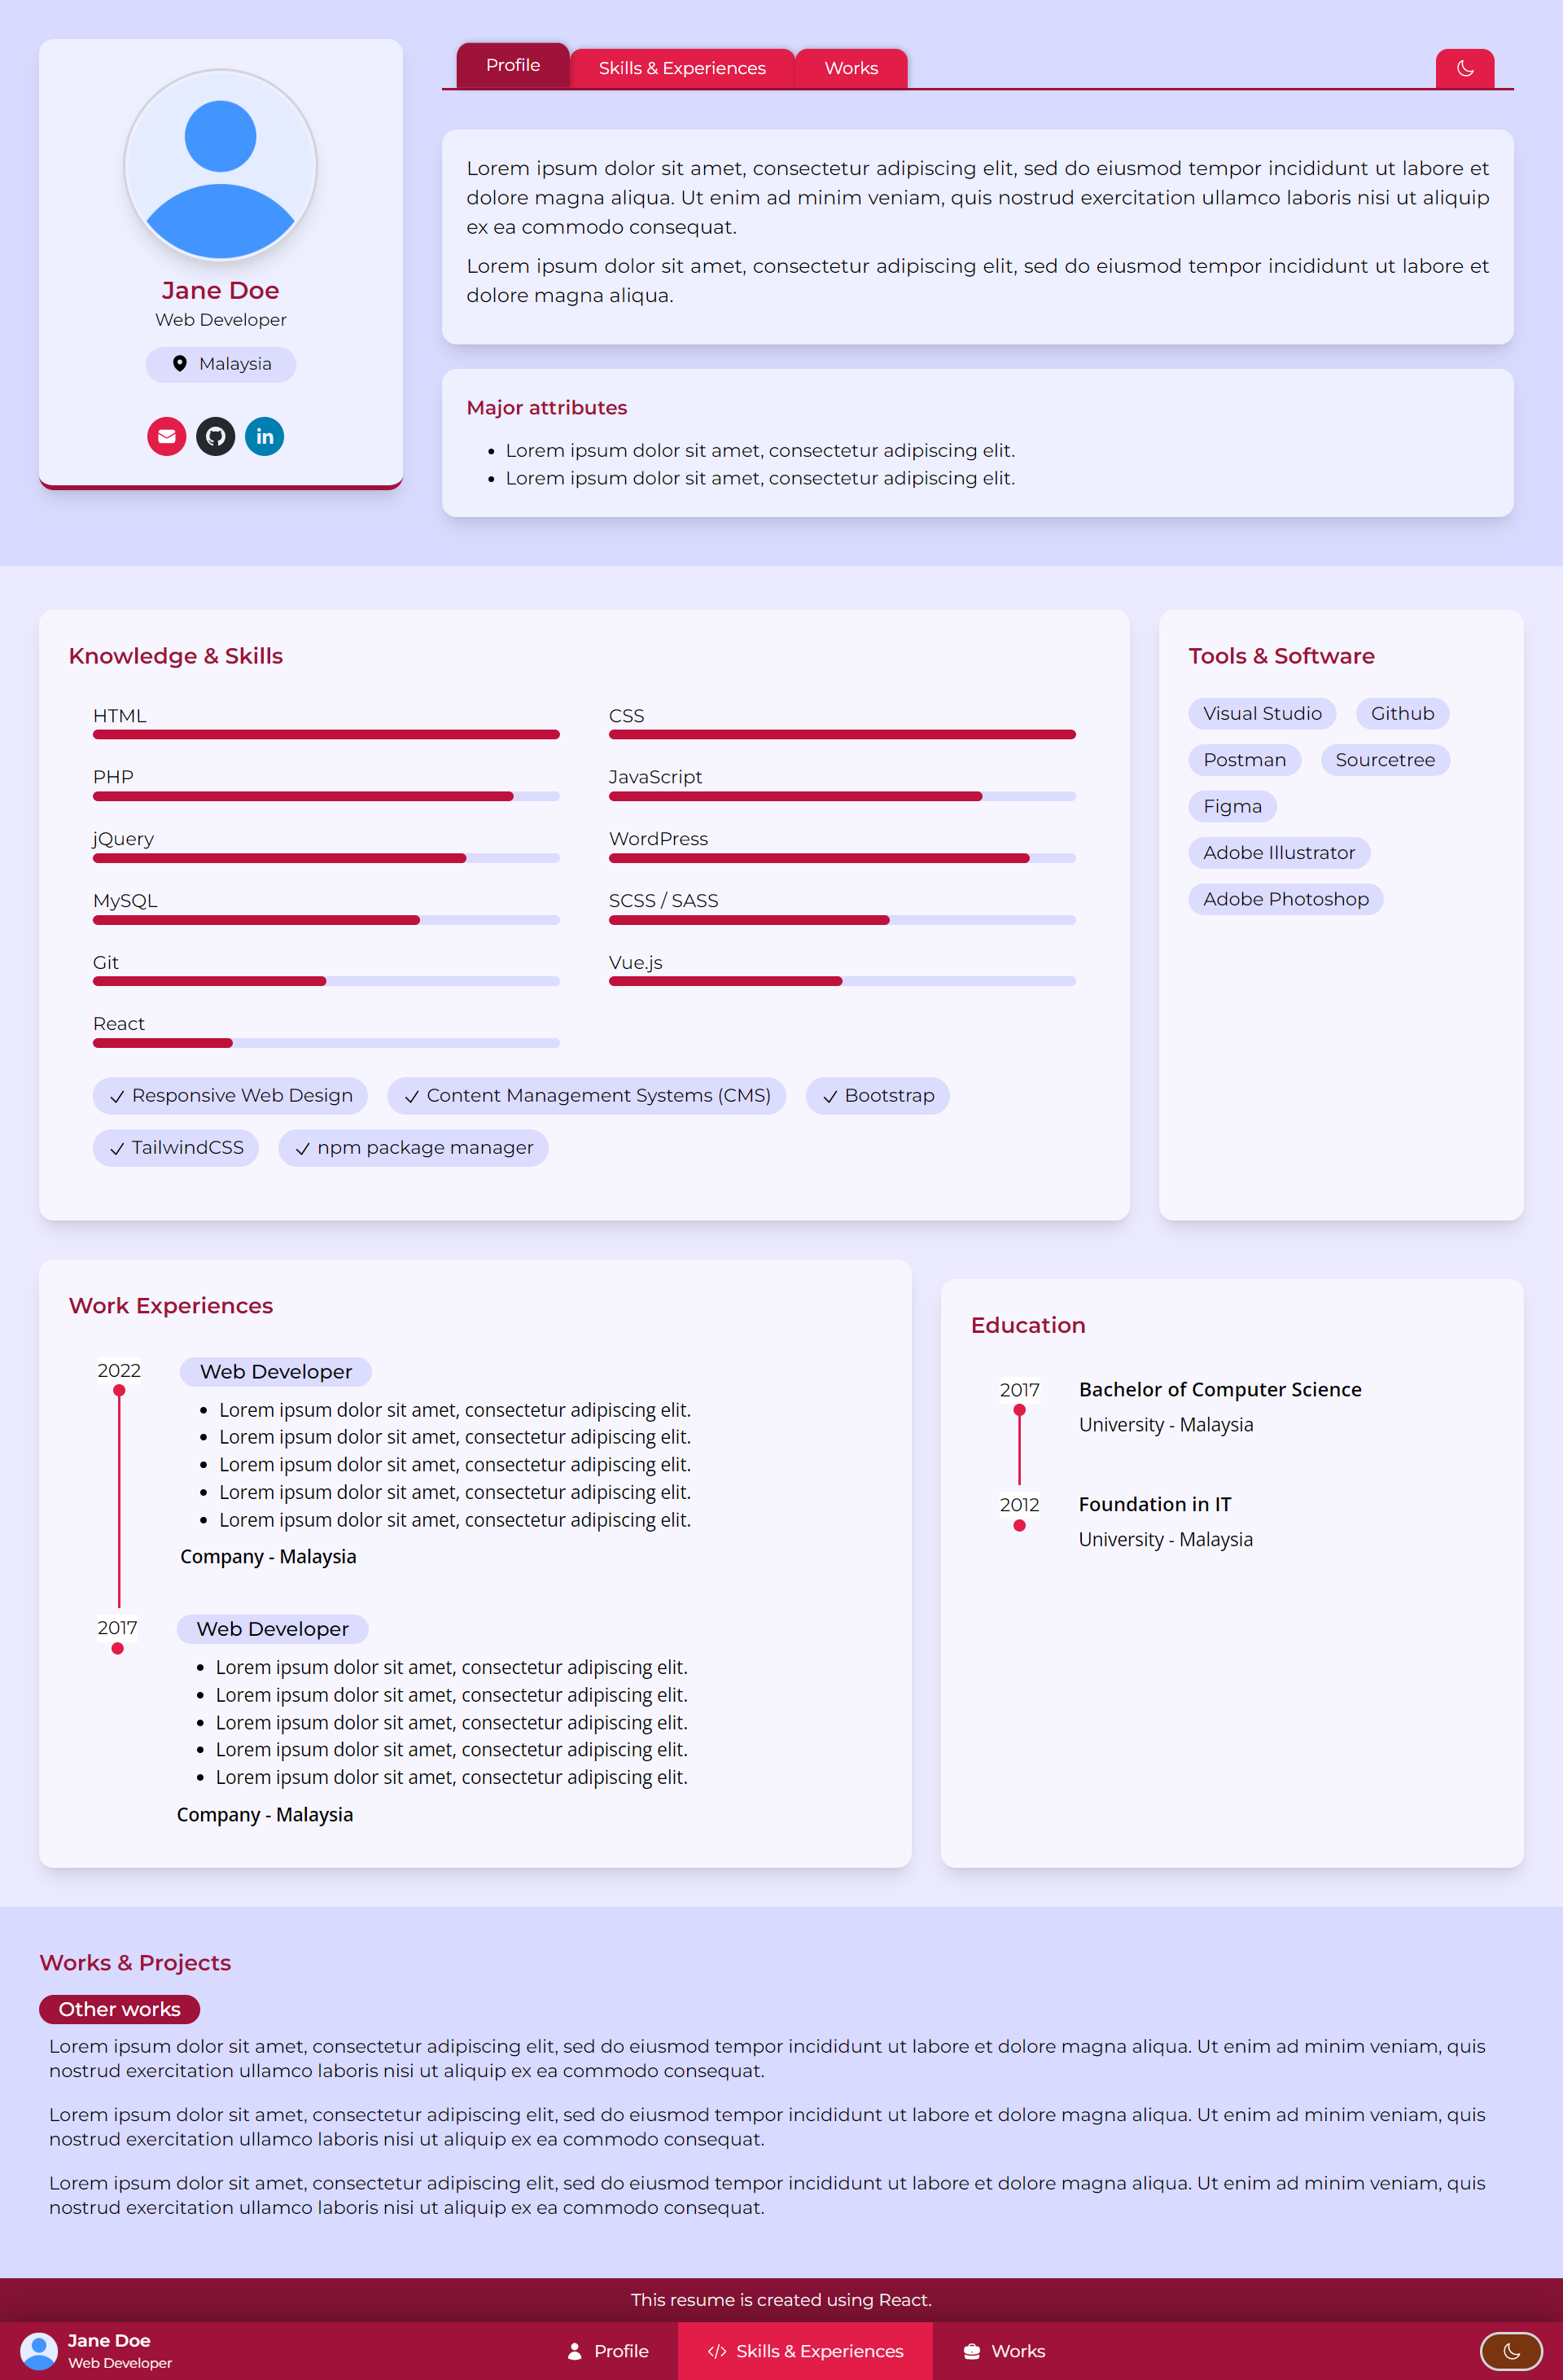 Jane Doe
Web Developer
Malaysia
Profile
Skills & Experiences
Works
Lorem ipsum dolor sit amet, consectetur adipiscing elit, sed do eiusmod tempor incididunt ut labore et
dolore magna aliqua. Ut enim ad minim veniam, quis nostrud exercitation ullamco laboris nisi ut aliquip
ex ea commodo consequat.
Lorem ipsum dolor sit amet, consectetur adipiscing elit, sed do eiusmod tempor incididunt ut labore et
dolore magna aliqua.
Major attributes
Lorem ipsum dolor sit amet, consectetur adipiscing elit.
Lorem ipsum dolor sit amet, consectetur adipiscing elit.
Knowledge & Skills
HTML
CSS
PHP
JavaScript
jQuery
WordPress
MySQL
SCSS / SASS
Git
Vue.js
React
Responsive Web Design
Content Management Systems (CMS)
Bootstrap
TailwindCSS
npm package manager
Tools & Software
Visual Studio
Github
Postman
Sourcetree
Figma
Adobe Illustrator
Adobe Photoshop
Work Experiences
2022
Web Developer
Lorem ipsum dolor sit amet, consectetur adipiscing elit.
Lorem ipsum dolor sit amet, consectetur adipiscing elit.
Lorem ipsum dolor sit amet, consectetur adipiscing elit.
Lorem ipsum dolor sit amet, consectetur adipiscing elit.
Lorem ipsum dolor sit amet, consectetur adipiscing elit.
Company - Malaysia
2017
Web Developer
Lorem ipsum dolor sit amet, consectetur adipiscing elit.
Lorem ipsum dolor sit amet, consectetur adipiscing elit.
Lorem ipsum dolor sit amet, consectetur adipiscing elit.
Lorem ipsum dolor sit amet, consectetur adipiscing elit.
Lorem ipsum dolor sit amet, consectetur adipiscing elit.
Company - Malaysia
Education
2017
Bachelor of Computer Science
University - Malaysia
2012
Foundation in IT
University - Malaysia
Works & Projects
Other works
Lorem ipsum dolor sit amet, consectetur adipiscing elit, sed do eiusmod tempor incididunt ut labore et dolore magna aliqua. Ut enim ad minim veniam, quis
nostrud exercitation ullamco laboris nisi ut aliquip ex ea commodo consequat.
Lorem ipsum dolor sit amet, consectetur adipiscing elit, sed do eiusmod tempor incididunt ut labore et dolore magna aliqua. Ut enim ad minim veniam, quis
nostrud exercitation ullamco laboris nisi ut aliquip ex ea commodo consequat.
Lorem ipsum dolor sit amet, consectetur adipiscing elit, sed do eiusmod tempor incididunt ut labore et dolore magna aliqua. Ut enim ad minim veniam, quis
nostrud exercitation ullamco laboris nisi ut aliquip ex ea commodo consequat.
This resume is created using React.
Jane Doe
Web Developer
Profile
Skills & Experiences
Works